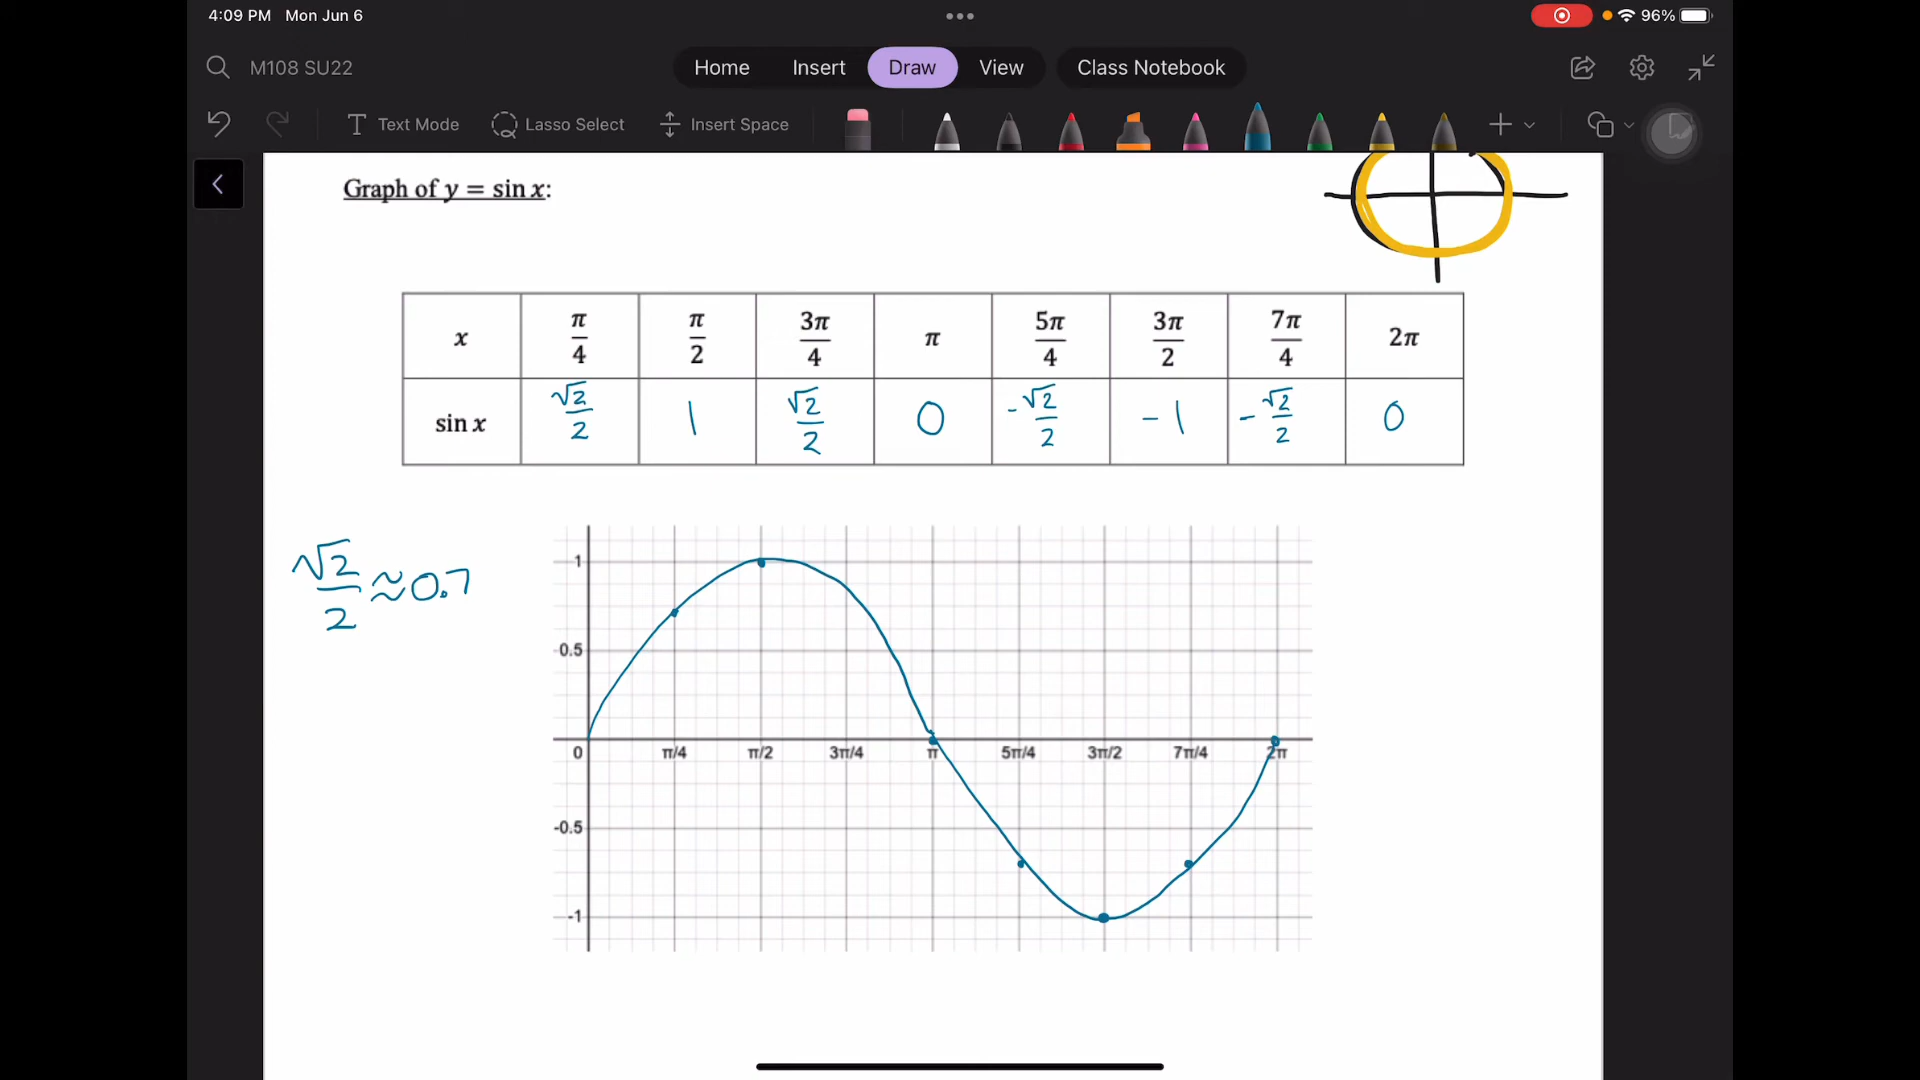 4:09 PM Mon Jun 6
96%
M108 SU22
Home Insert Draw View Class Notebook
Text Mode Lasso Select Insert Space
Graph of y = sin x:
x π/4 π/2 3π/4 π 5π/4 3π/2 7π/4 2π
sin x √2/2 1 √2/2 0 -√2/2 -1 -√2/2 0
√2/2 ≈ 0.7
1
0.5
0 π/4 π/2 3π/4 π 5π/4 3π/2 7π/4 2π
-0.5
-1